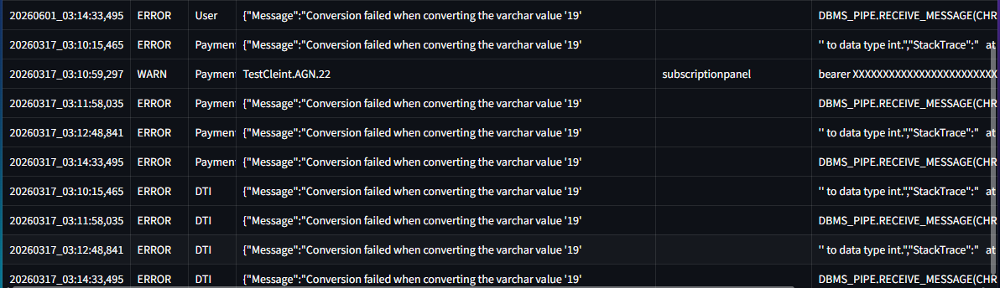 20260601_03:14:33,495 ERROR User {"Message":"Conversion failed when converting the varchar value '19' DBMS_PIPE.RECEIVE_MESSAGE(CHR
20260317_03:10:15,465 ERROR Payment {"Message":"Conversion failed when converting the varchar value '19' '' to data type int.","StackTrace":" at
20260317_03:10:59,297 WARN Payment TestCleint.AGN.22 subscriptionpanel bearer XXXXXXXXXXXXXXXXXXXXXXXX
20260317_03:11:58,035 ERROR Payment {"Message":"Conversion failed when converting the varchar value '19' DBMS_PIPE.RECEIVE_MESSAGE(CHR
20260317_03:12:48,841 ERROR Payment {"Message":"Conversion failed when converting the varchar value '19' '' to data type int.","StackTrace":" at
20260317_03:14:33,495 ERROR Payment {"Message":"Conversion failed when converting the varchar value '19' DBMS_PIPE.RECEIVE_MESSAGE(CHR
20260317_03:10:15,465 ERROR DTI {"Message":"Conversion failed when converting the varchar value '19' '' to data type int.","StackTrace":" at
20260317_03:11:58,035 ERROR DTI {"Message":"Conversion failed when converting the varchar value '19' DBMS_PIPE.RECEIVE_MESSAGE(CHR
20260317_03:12:48,841 ERROR DTI {"Message":"Conversion failed when converting the varchar value '19' '' to data type int.","StackTrace":" at
20260317_03:14:33,495 ERROR DTI {"Message":"Conversion failed when converting the varchar value '19' DBMS_PIPE.RECEIVE_MESSAGE(CHR